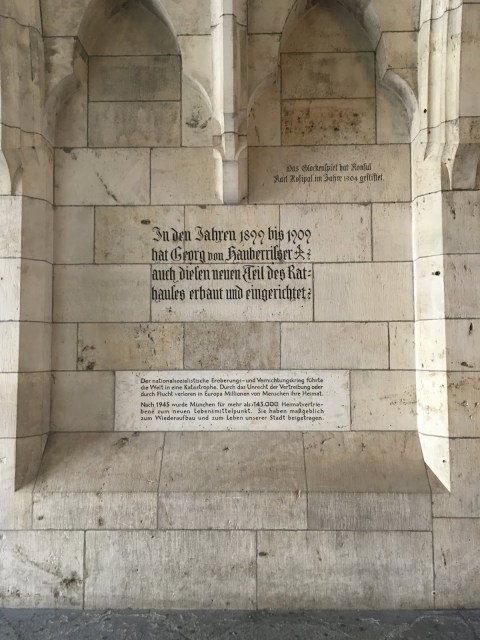 Das Glockenspiel hat Konsul
Karl Rosipal im Jahre 1904 gestiftet.
In den Jahren 1899 bis 1909
hat Georg von Hauberrisser
auch diesen neuen Teil des Rat=
hauses erbaut und eingerichtet:
Der nationalsozialistische Eroberungs- und Vernichtungskrieg führte
die Welt in eine Katastrophe. Durch das Unrecht der Vertreibung oder
durch Flucht verloren in Europa Millionen von Menschen ihre Heimat.
Nach 1945 wurde München für mehr als 143.000 Heimatvertrie-
bene zum neuen Lebensmittelpunkt. Sie haben maßgeblich
zum Wiederaufbau und zum Leben unserer Stadt beigetragen.